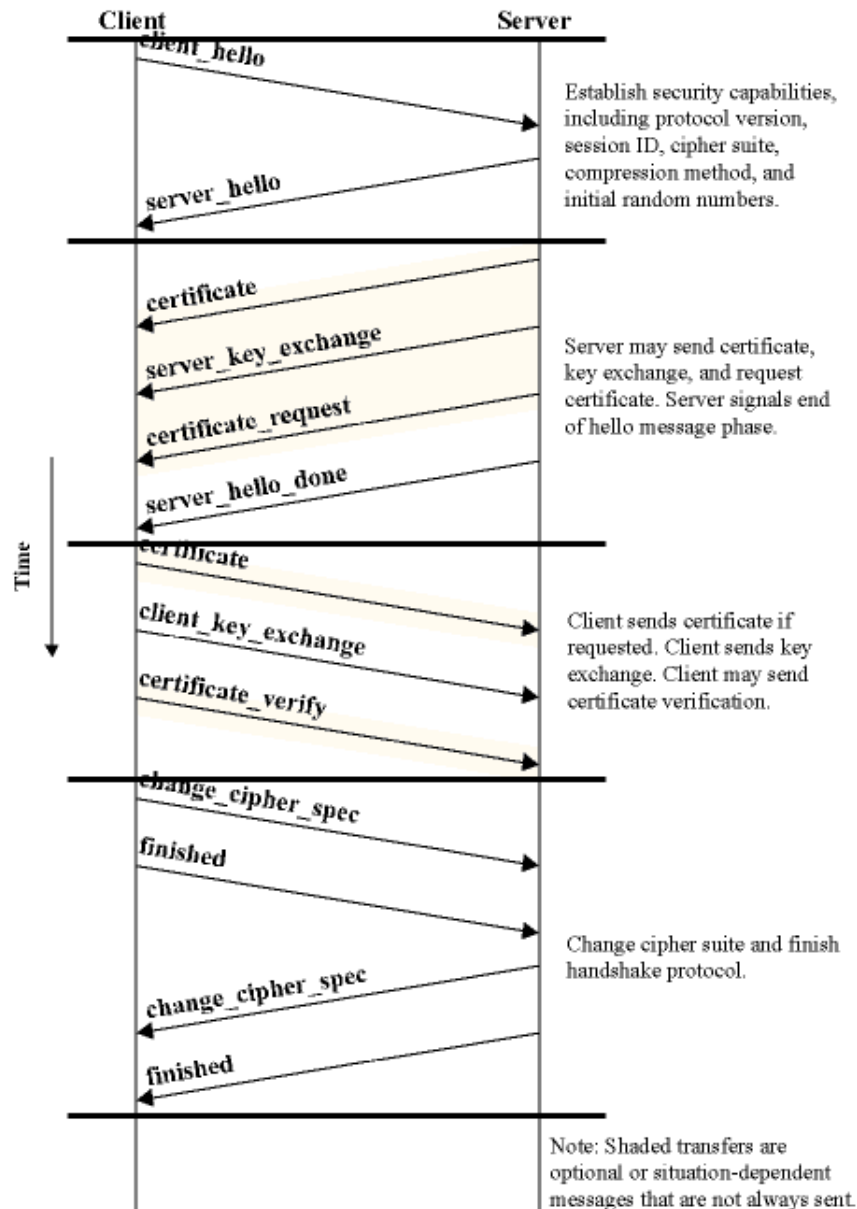 Client Server
client_hello
Establish security capabilities,
including protocol version,
session ID, cipher suite,
compression method, and
initial random numbers.
server_hello
certificate
server_key_exchange
Server may send certificate,
key exchange, and request
certificate. Server signals end
of hello message phase.
certificate_request
server_hello_done
Time
certificate
client_key_exchange
Client sends certificate if
requested. Client sends key
exchange. Client may send
certificate verification.
certificate_verify
change_cipher_spec
finished
Change cipher suite and finish
handshake protocol.
change_cipher_spec
finished
Note: Shaded transfers are
optional or situation-dependent
messages that are not always sent.